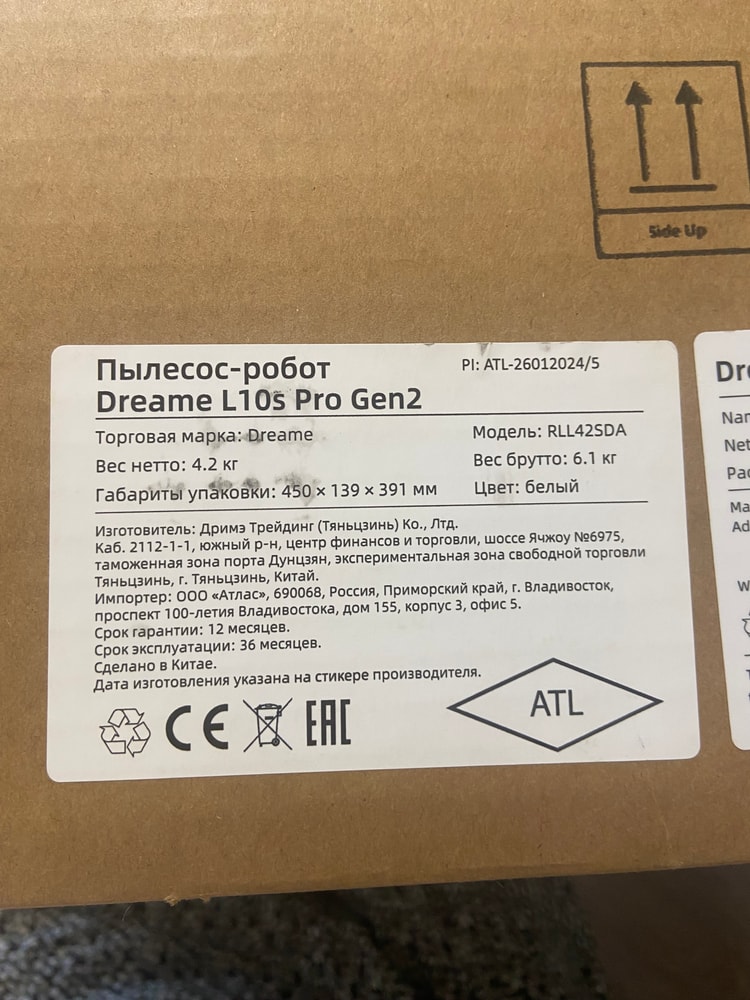 Side Up
Пылесос-робот
PI: ATL-26012024/5
Dreame L10s Pro Gen2
Торговая марка: Dreame
Модель: RLL42SDA
Вес нетто: 4.2 кг
Вес брутто: 6.1 кг
Габариты упаковки: 450 × 139 × 391 мм
Цвет: белый
Изготовитель: Дримэ Трейдинг (Тяньцзинь) Ко., Лтд.
Каб. 2112-1-1, южный р-н, центр финансов и торговли, шоссе Ячжоу №6975,
таможенная зона порта Дунцзян, экспериментальная зона свободной торговли
Тяньцзинь, г. Тяньцзинь, Китай.
Импортер: ООО «Атлас», 690068, Россия, Приморский край, г. Владивосток,
проспект 100-летия Владивостока, дом 155, корпус 3, офис 5.
Срок гарантии: 12 месяцев.
Срок эксплуатации: 36 месяцев.
Сделано в Китае.
Дата изготовления указана на стикере производителя.
CE
EAC
ATL